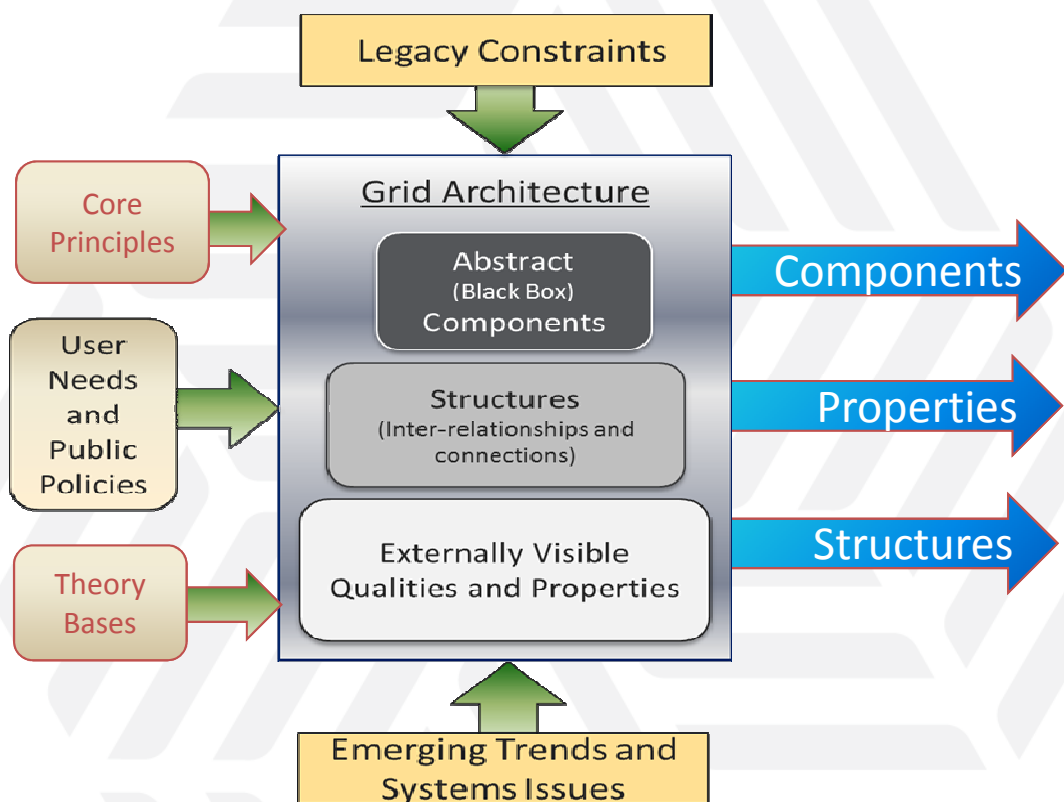 Legacy Constraints
Core
Principles
User
Needs
and
Public
Policies
Theory
Bases
Grid Architecture
Abstract
(Black Box)
Components
Structures
(Inter-relationships and
connections)
Externally Visible
Qualities and Properties
Components
Properties
Structures
Emerging Trends and
Systems Issues